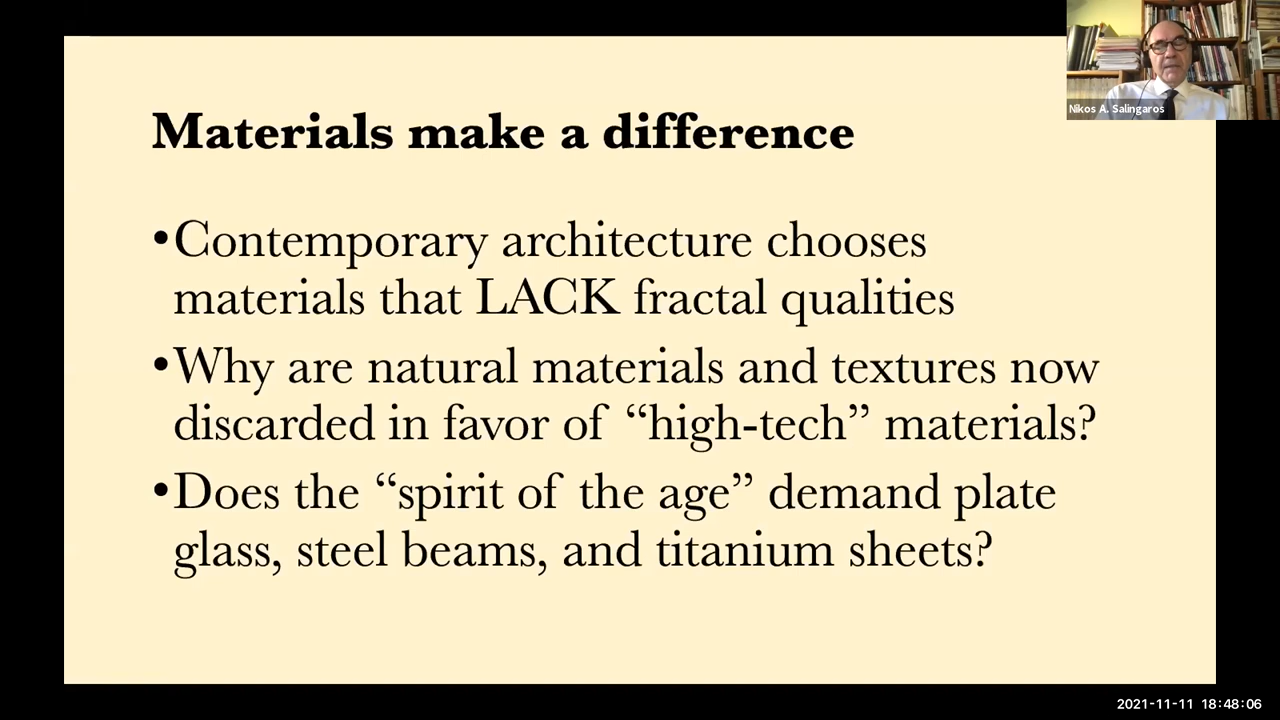 Nikos A. Salingaros
Materials make a difference
•Contemporary architecture chooses
materials that LACK fractal qualities
•Why are natural materials and textures now
discarded in favor of “high-tech” materials?
•Does the “spirit of the age” demand plate
glass, steel beams, and titanium sheets?
2021-11-11 18:48:06